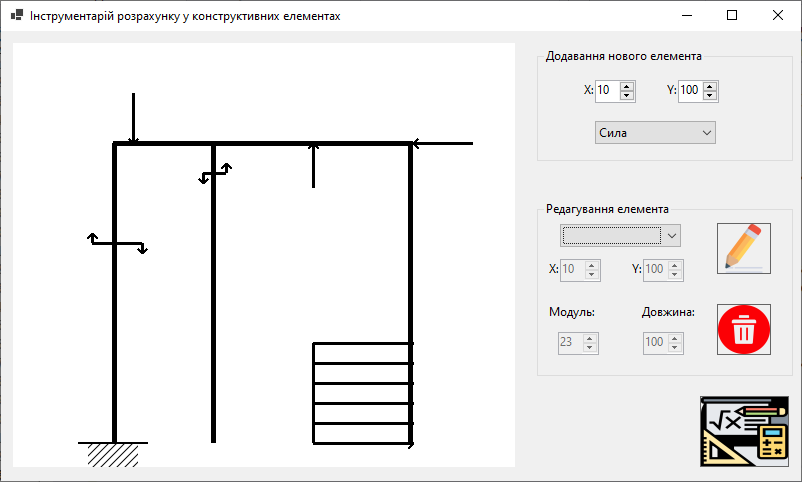 Інструментарій розрахунку у конструктивних елементах
Додавання нового елемента
X: 10 Y: 100
Сила
Редагування елемента
X: 10 Y: 100
Модуль: Довжина:
23 100
√x